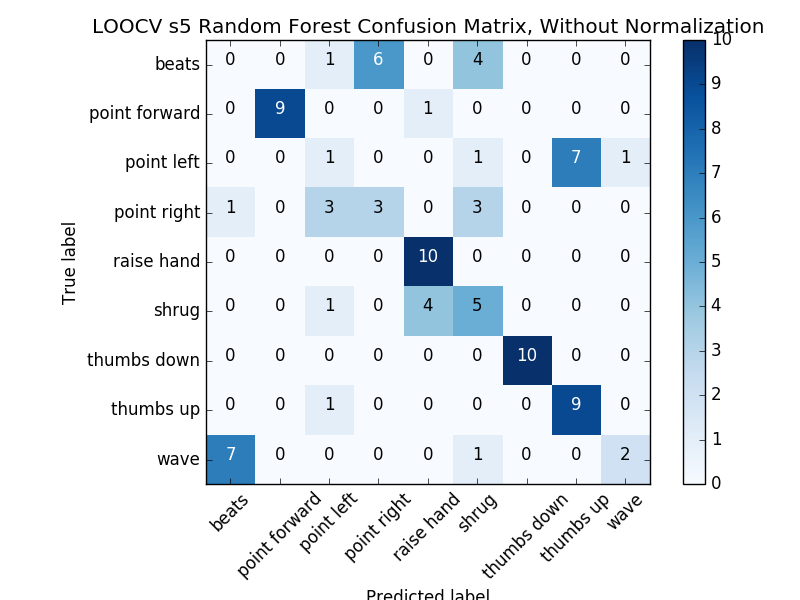 LOOCV s5 Random Forest Confusion Matrix, Without Normalization
beats 0 0 1 6 0 4 0 0 0
point forward 0 9 0 0 1 0 0 0 0
point left 0 0 1 0 0 1 0 7 1
point right 1 0 3 3 0 3 0 0 0
raise hand 0 0 0 0 10 0 0 0 0
shrug 0 0 1 0 4 5 0 0 0
thumbs down 0 0 0 0 0 0 10 0 0
thumbs up 0 0 1 0 0 0 0 9 0
wave 7 0 0 0 0 1 0 0 2
True label
beats
point forward
point left
point right
raise hand
shrug
thumbs down
thumbs up
wave
Predicted label
10
9
8
7
6
5
4
3
2
1
0